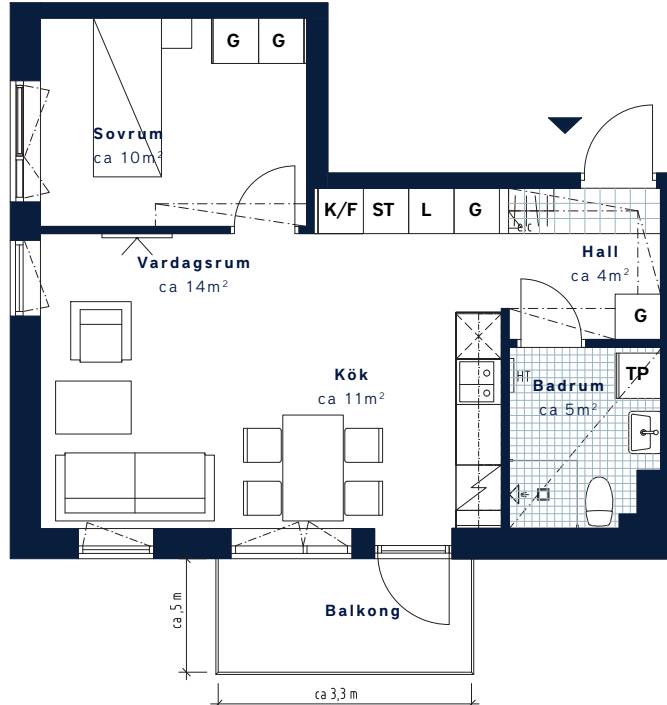 G G
Sovrum
ca 10m²
K/F ST L G
elc
Hall
ca 4m²
Vardagsrum
ca 14m²
G
Kök
ca 11m²
HT
TP
Badrum
ca 5m²
ca ,5 m
Balkong
ca 3,3 m